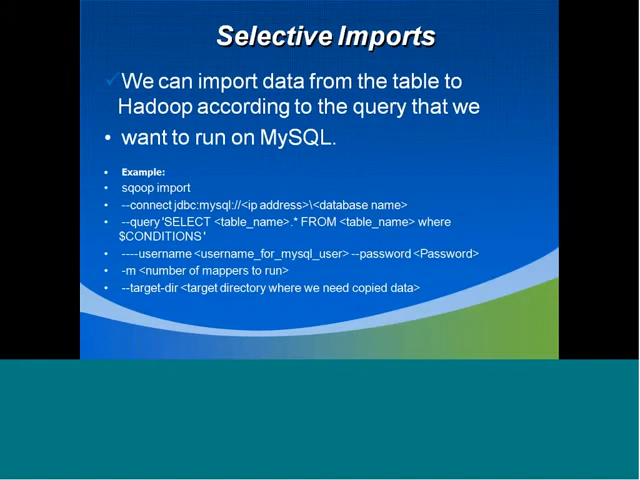 Selective Imports
✓We can import data from the table to
Hadoop according to the query that we
• want to run on MySQL.
• Example:
• sqoop import
• --connect jdbc:mysql://<ip address>\<database name>
• --query 'SELECT <table_name>.* FROM <table_name> where
$CONDITIONS '
• ----username <username_for_mysql_user> --password <Password>
• -m <number of mappers to run>
• --target-dir <target directory where we need copied data>